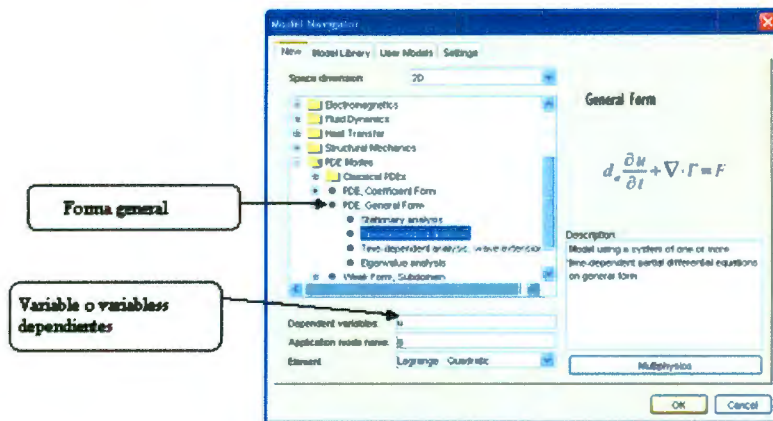 Model Navigator
New Model Library User Models Settings
Space dimension: 2D
Electromagnetics
Fluid Dynamics
Heat Transfer
Structural Mechanics
PDE Modes
Classical PDEs
PDE, Coefficient Form
PDE, General Form
Stationary analysis
Time-dependent analysis, wave extension
Eigenvalue analysis
Weak Form, Subdomain
Dependent variables: u
Application mode name: g
Element: Lagrange - Quadratic
General Form
d_a ∂u/∂t + ∇·Γ = F
Description:
Model using a system of one or more
time-dependent partial differential equations
on general form.
Multiphysics
OK Cancel
Forma general
Variable o variabless
dependientes